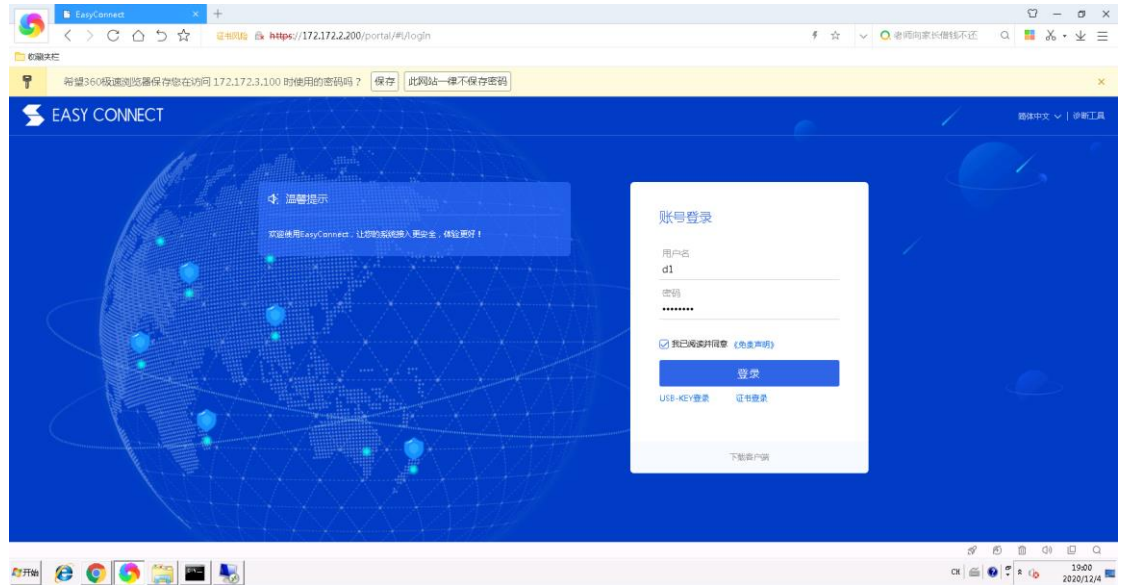 EasyConnect
证书风险 https://172.172.2.200/portal/#!/login
老师向家长借钱不还
收藏夹栏
希望360极速浏览器保存您在访问 172.172.3.100 时使用的密码吗？ 保存 此网站一律不保存密码
EASY CONNECT
简体中文 | 诊断工具
温馨提示
欢迎使用EasyConnect，让您的系统接入更安全，体验更好！
账号登录
用户名
d1
密码
••••••••
我已阅读并同意 《免责声明》
登录
USB-KEY登录 证书登录
下载客户端
开始
CH
19:00
2020/12/4